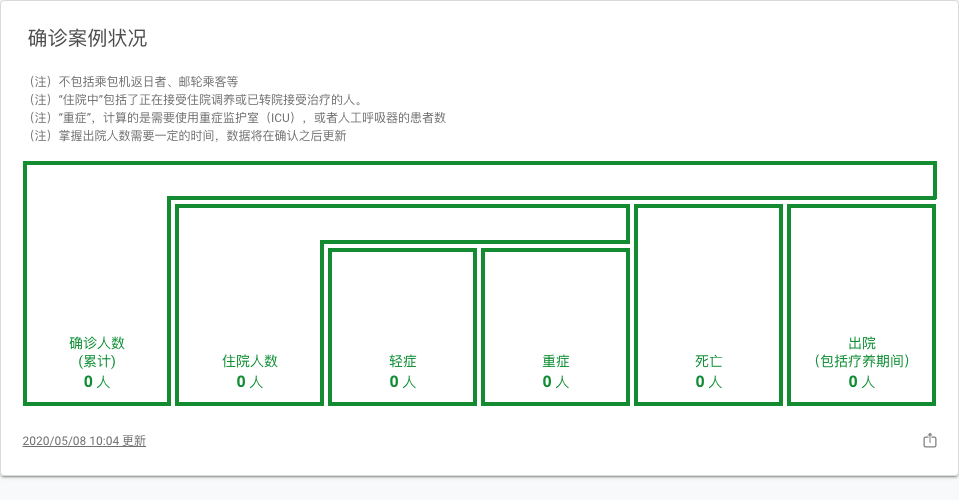 确诊案例状况
（注）不包括乘包机返日者、邮轮乘客等
（注）“住院中”包括了正在接受住院调养或已转院接受治疗的人。
（注）“重症”，计算的是需要使用重症监护室（ICU），或者人工呼吸器的患者数
（注）掌握出院人数需要一定的时间，数据将在确认之后更新
确诊人数
(累计)
0 人
住院人数
0 人
轻症
0 人
重症
0 人
死亡
0 人
出院
（包括疗养期间）
0 人
2020/05/08 10:04 更新